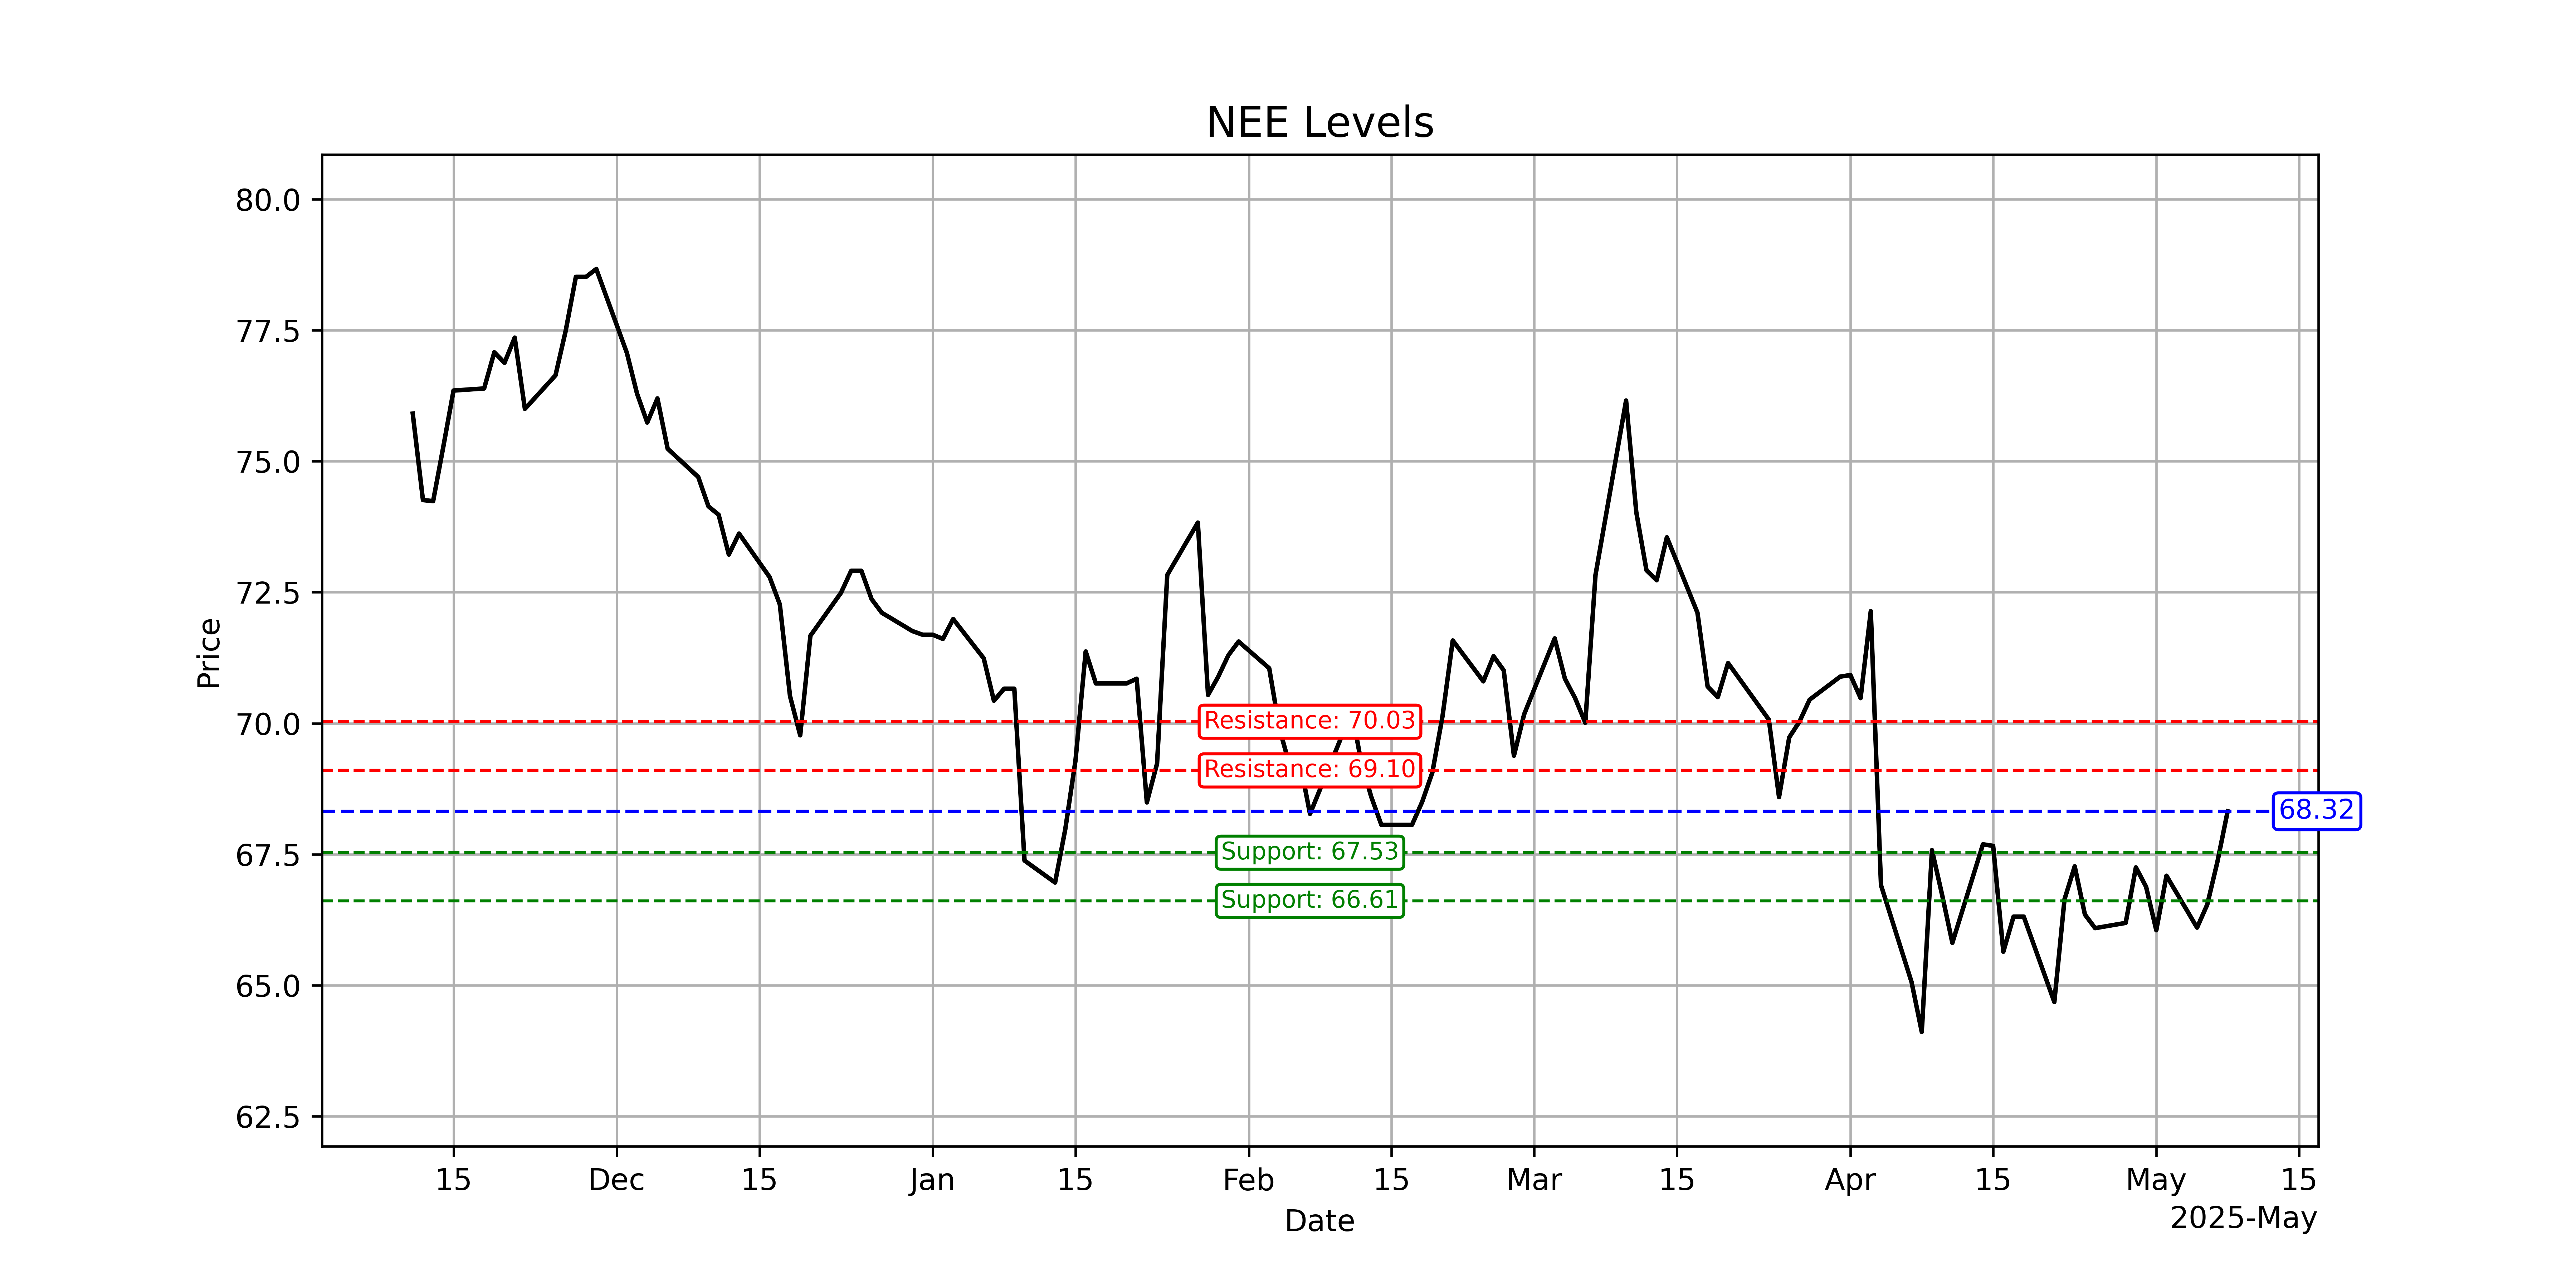 NEE Levels
Price
80.0
77.5
75.0
72.5
70.0
67.5
65.0
62.5
Resistance: 70.03
Resistance: 69.10
68.32
Support: 67.53
Support: 66.61
15 Dec 15 Jan 15 Feb 15 Mar 15 Apr 15 May 15
2025-May
Date